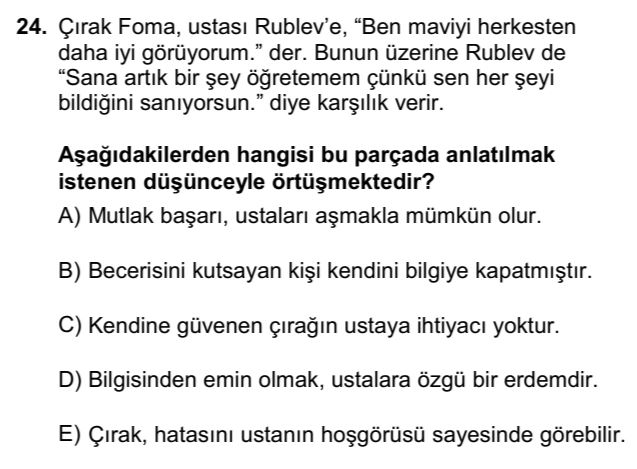 24. Çırak Foma, ustası Rublev’e, “Ben maviyi herkesten
daha iyi görüyorum.” der. Bunun üzerine Rublev de
“Sana artık bir şey öğretemem çünkü sen her şeyi
bildiğini sanıyorsun.” diye karşılık verir.
Aşağıdakilerden hangisi bu parçada anlatılmak
istenen düşünceyle örtüşmektedir?
A) Mutlak başarı, ustaları aşmakla mümkün olur.
B) Becerisini kutsayan kişi kendini bilgiye kapatmıştır.
C) Kendine güvenen çırağın ustaya ihtiyacı yoktur.
D) Bilgisinden emin olmak, ustalara özgü bir erdemdir.
E) Çırak, hatasını ustanın hoşgörüsü sayesinde görebilir.